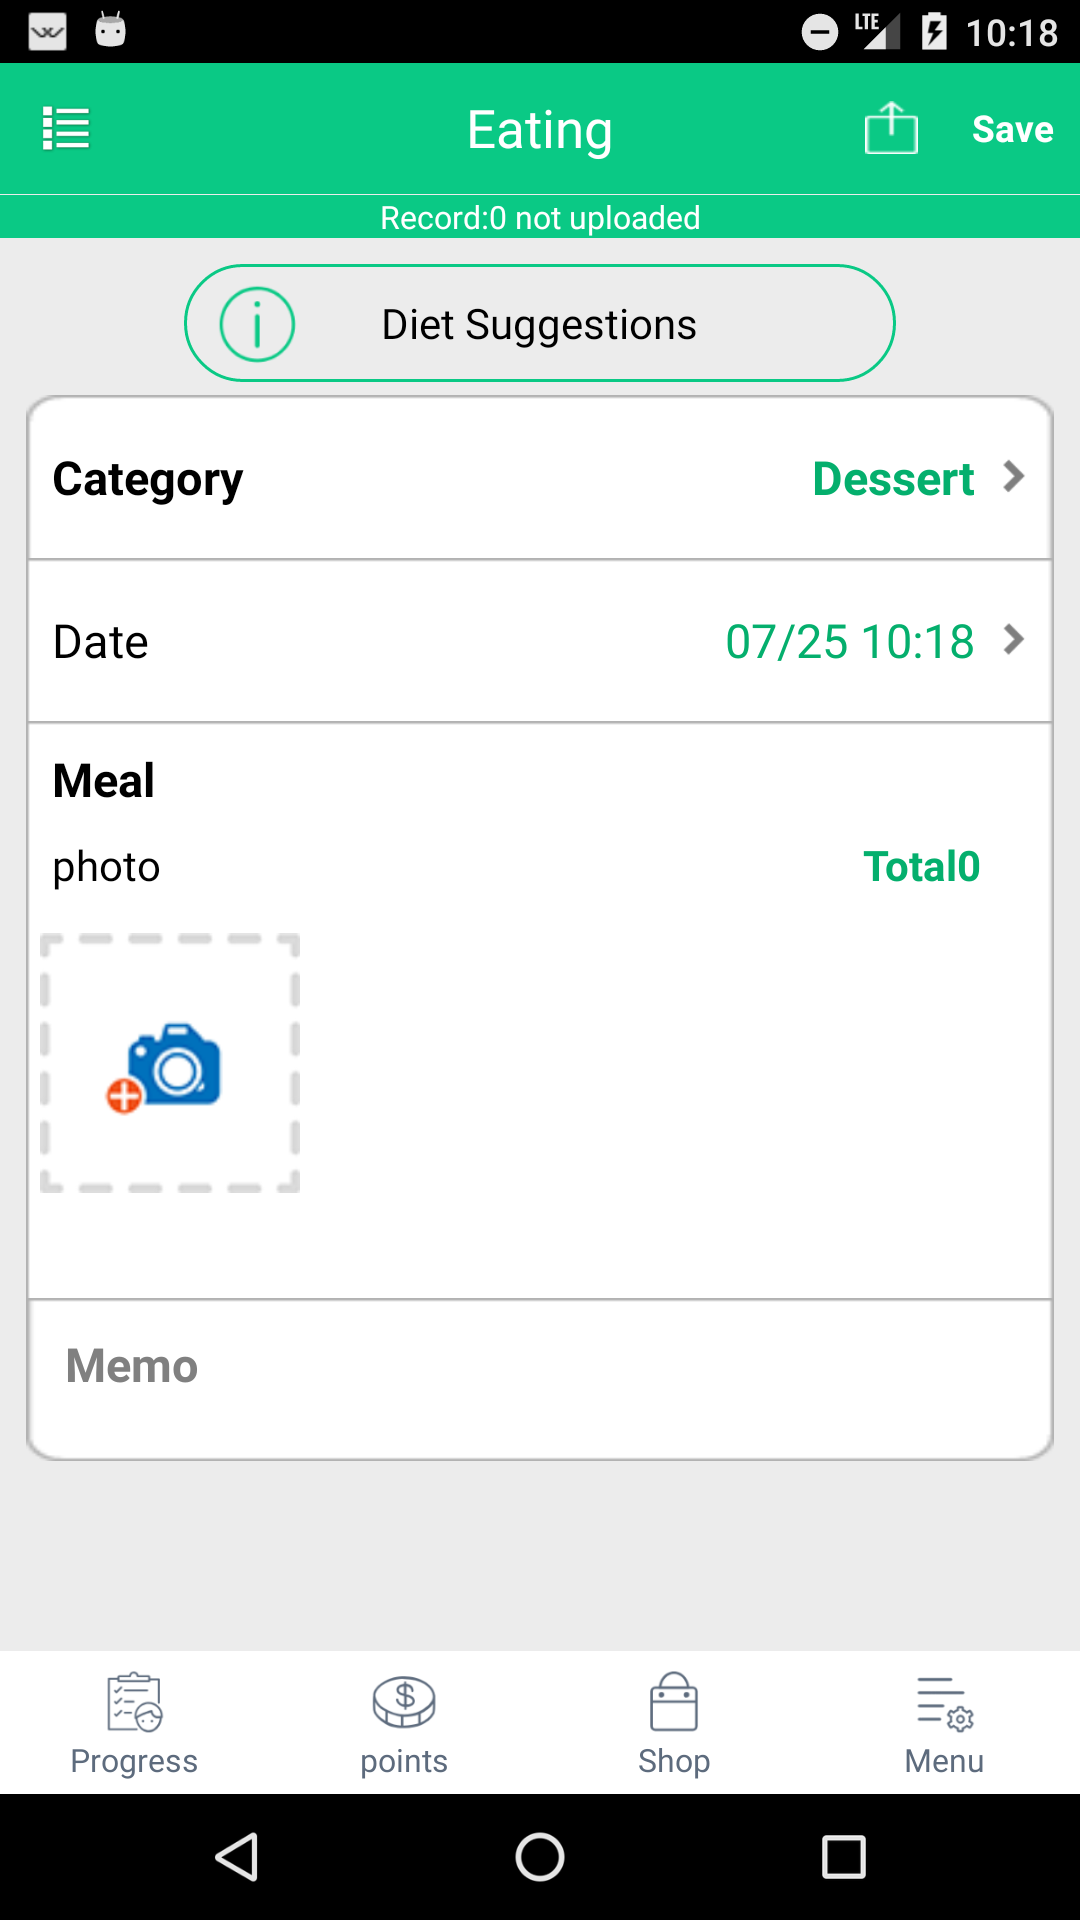 LTE 10:18
Eating Save
Record:0 not uploaded
Diet Suggestions
Category Dessert
Date 07/25 10:18
Meal
photo Total0
Memo
Progress points Shop Menu